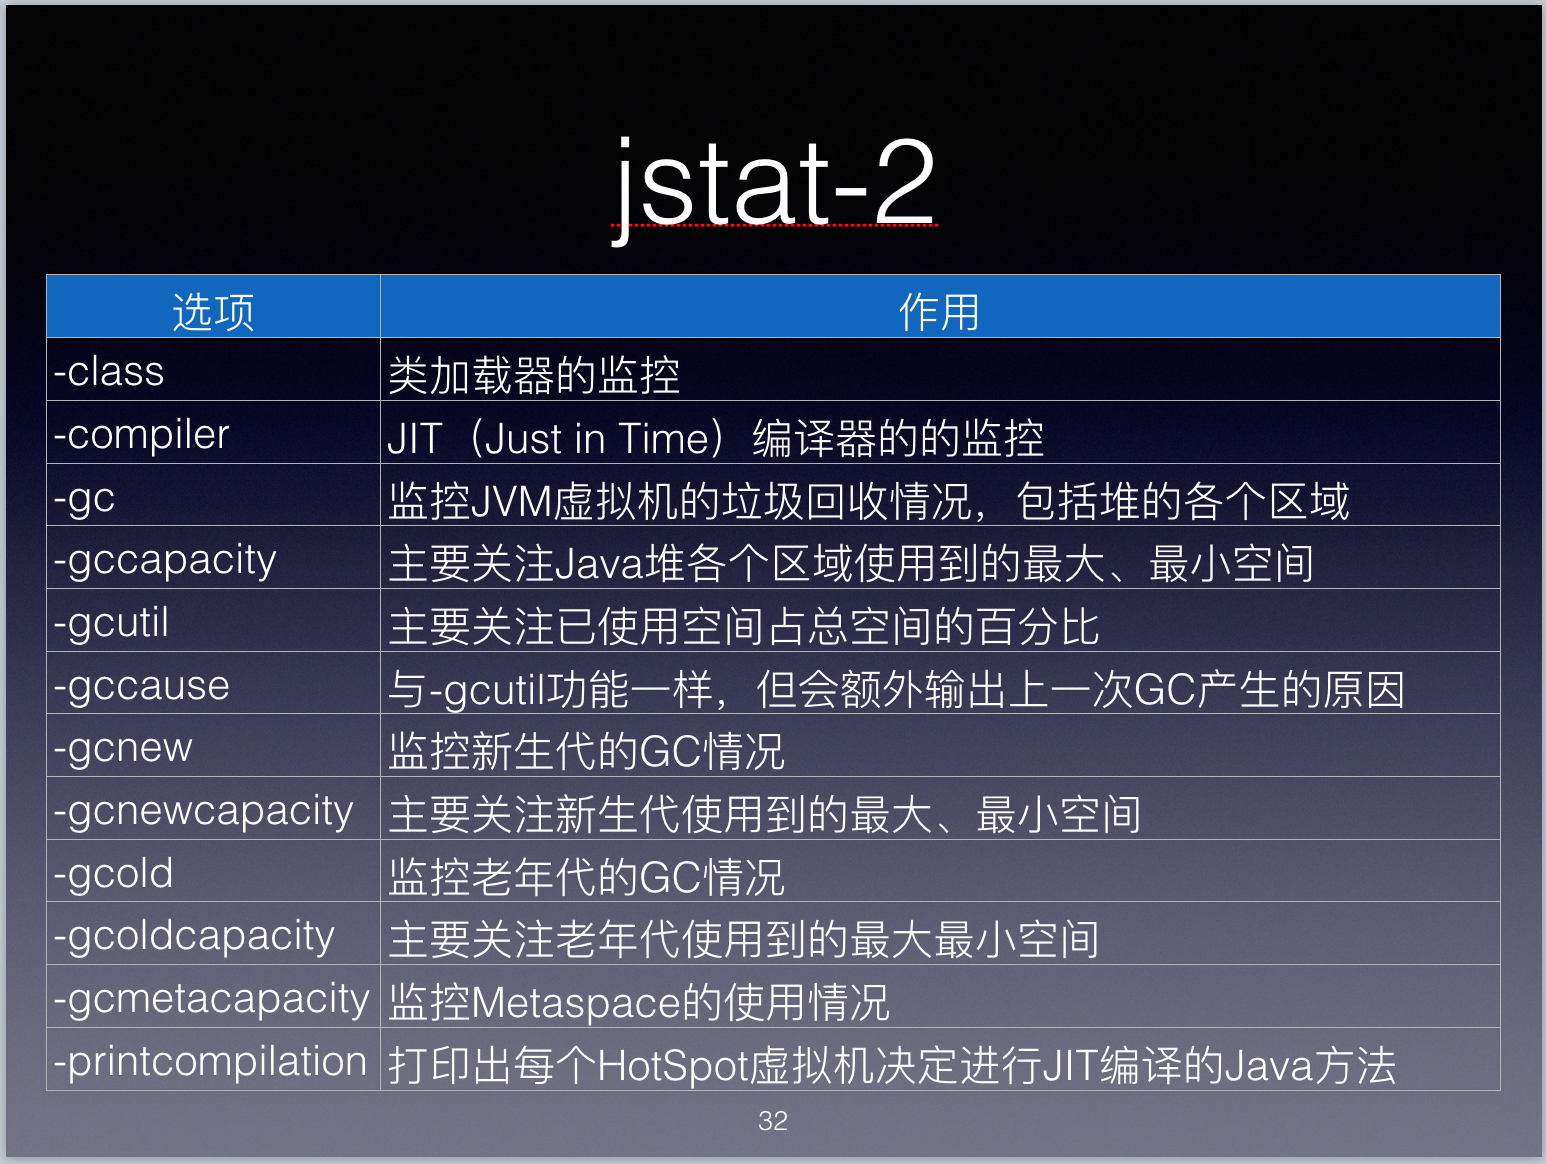 jstat-2
选项 作用
-class 类加载器的监控
-compiler JIT（Just in Time）编译器的的监控
-gc 监控JVM虚拟机的垃圾回收情况，包括堆的各个区域
-gccapacity 主要关注Java堆各个区域使用到的最大、最小空间
-gcutil 主要关注已使用空间占总空间的百分比
-gccause 与-gcutil功能一样，但会额外输出上一次GC产生的原因
-gcnew 监控新生代的GC情况
-gcnewcapacity 主要关注新生代使用到的最大、最小空间
-gcold 监控老年代的GC情况
-gcoldcapacity 主要关注老年代使用到的最大最小空间
-gcmetacapacity 监控Metaspace的使用情况
-printcompilation 打印出每个HotSpot虚拟机决定进行JIT编译的Java方法
32